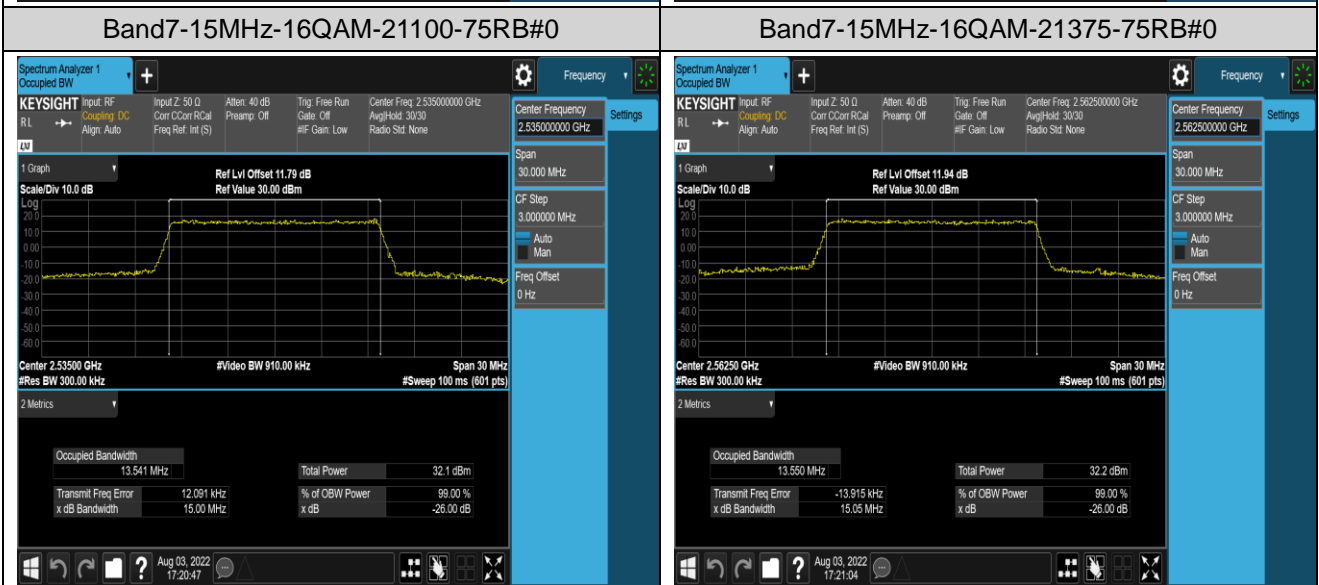 Band7-15MHz-16QAM-21100-75RB#0
Spectrum Analyzer 1
Occupied BW
+
Frequency
KEYSIGHT
RL
LXI
Input: RF
Coupling: DC
Align: Auto
Input Z: 50 Ω
Corr CCorr RCal
Freq Ref: Int (S)
Atten: 40 dB
Preamp: Off
Trig: Free Run
Gate: Off
#IF Gain: Low
Center Freq: 2.535000000 GHz
Avg|Hold: 30/30
Radio Std: None
Center Frequency
2.535000000 GHz
Settings
Span
30.000 MHz
CF Step
3.000000 MHz
Auto
Man
Freq Offset
0 Hz
1 Graph
Scale/Div 10.0 dB
Ref Lvl Offset 11.79 dB
Ref Value 30.00 dBm
Log
20.0
10.0
0.00
-10.0
-20.0
-30.0
-40.0
-50.0
-60.0
Center 2.53500 GHz
#Res BW 300.00 kHz
#Video BW 910.00 kHz
Span 30 MHz
#Sweep 100 ms (601 pts)
2 Metrics
Occupied Bandwidth
13.541 MHz
Transmit Freq Error 12.091 kHz
x dB Bandwidth 15.00 MHz
Total Power 32.1 dBm
% of OBW Power 99.00 %
x dB -26.00 dB
?
Aug 03, 2022
17:20:47
Band7-15MHz-16QAM-21375-75RB#0
Spectrum Analyzer 1
Occupied BW
+
Frequency
KEYSIGHT
RL
LXI
Input: RF
Coupling: DC
Align: Auto
Input Z: 50 Ω
Corr CCorr RCal
Freq Ref: Int (S)
Atten: 40 dB
Preamp: Off
Trig: Free Run
Gate: Off
#IF Gain: Low
Center Freq: 2.562500000 GHz
Avg|Hold: 30/30
Radio Std: None
Center Frequency
2.562500000 GHz
Settings
Span
30.000 MHz
CF Step
3.000000 MHz
Auto
Man
Freq Offset
0 Hz
1 Graph
Scale/Div 10.0 dB
Ref Lvl Offset 11.94 dB
Ref Value 30.00 dBm
Log
20.0
10.0
0.00
-10.0
-20.0
-30.0
-40.0
-50.0
-60.0
Center 2.56250 GHz
#Res BW 300.00 kHz
#Video BW 910.00 kHz
Span 30 MHz
#Sweep 100 ms (601 pts)
2 Metrics
Occupied Bandwidth
13.550 MHz
Transmit Freq Error -13.915 kHz
x dB Bandwidth 15.05 MHz
Total Power 32.2 dBm
% of OBW Power 99.00 %
x dB -26.00 dB
?
Aug 03, 2022
17:21:04